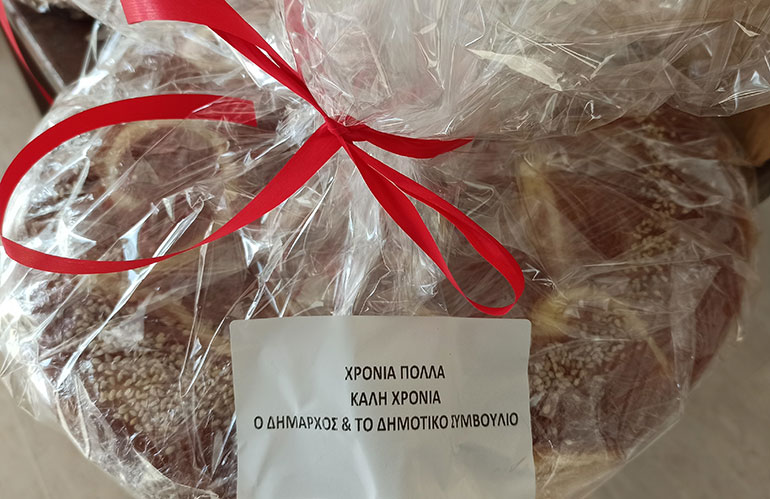 ΧΡΟΝΙΑ ΠΟΛΛΑ
ΚΑΛΗ ΧΡΟΝΙΑ
Ο ΔΗΜΑΡΧΟΣ & ΤΟ ΔΗΜΟΤΙΚΟ ΣΥΜΒΟΥΛΙΟ